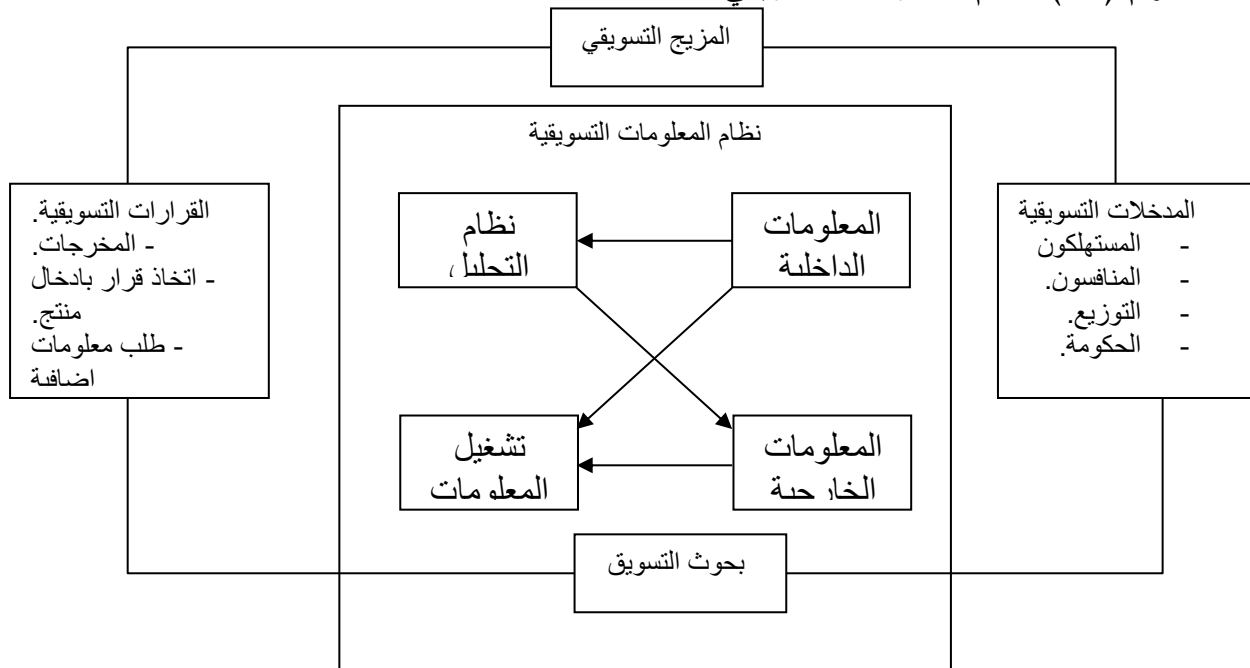 المزيج التسويقي
نظام المعلومات التسويقية
المدخلات التسويقية
- المستهلكون
- المنافسون.
- التوزيع.
- الحكومة.
المعلومات
الداخلية
نظام
التحليل
القرارات التسويقية.
- المخرجات.
- اتخاذ قرار بادخال
منتج.
- طلب معلومات
اضافية
المعلومات
الخارجية
تشغيل
المعلومات
بحوث التسويق